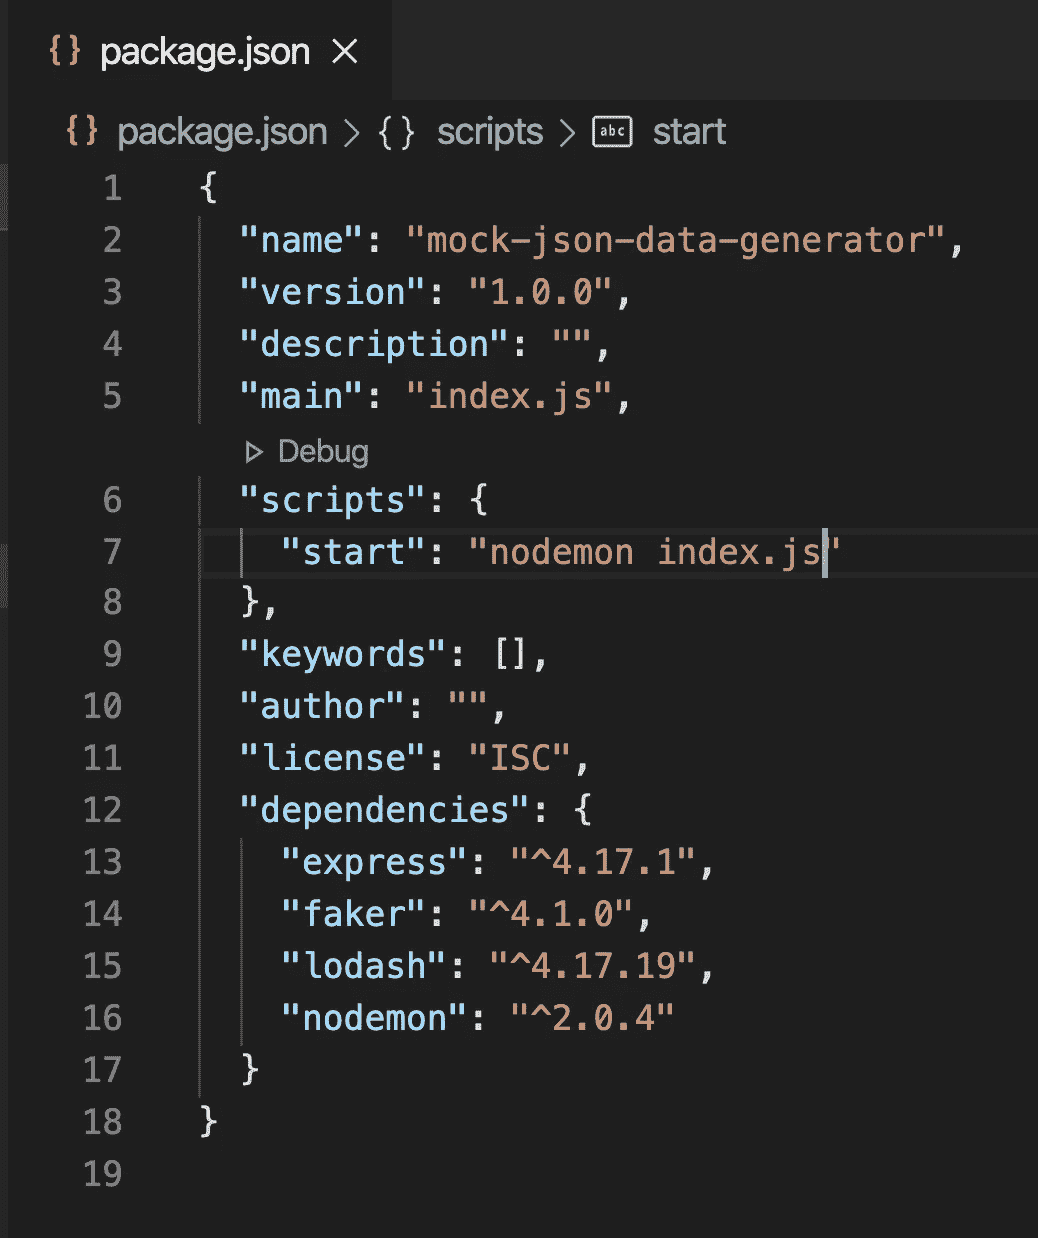 {} package.json ×
{} package.json > {} scripts > abc start
1 {
2 "name": "mock-json-data-generator",
3 "version": "1.0.0",
4 "description": "",
5 "main": "index.js",
▷ Debug
6 "scripts": {
7 "start": "nodemon index.js"
8 },
9 "keywords": [],
10 "author": "",
11 "license": "ISC",
12 "dependencies": {
13 "express": "^4.17.1",
14 "faker": "^4.1.0",
15 "lodash": "^4.17.19",
16 "nodemon": "^2.0.4"
17 }
18 }
19